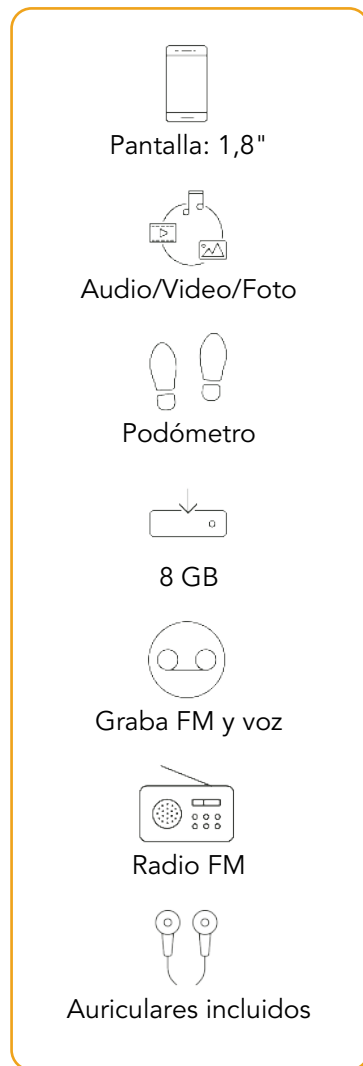 Pantalla: 1,8"
Audio/Video/Foto
Podómetro
8 GB
Graba FM y voz
Radio FM
Auriculares incluidos